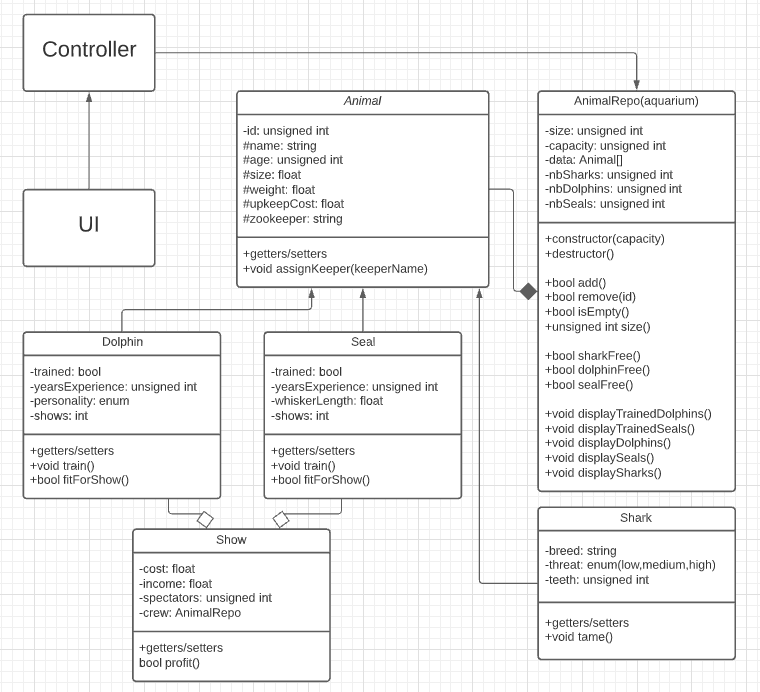 Controller
UI
Animal
-id: unsigned int
#name: string
#age: unsigned int
#size: float
#weight: float
#upkeepCost: float
#zookeeper: string
+getters/setters
+void assignKeeper(keeperName)
AnimalRepo(aquarium)
-size: unsigned int
-capacity: unsigned int
-data: Animal[]
-nbSharks: unsigned int
-nbDolphins: unsigned int
-nbSeals: unsigned int
+constructor(capacity)
+destructor()
+bool add()
+bool remove(id)
+bool isEmpty()
+unsigned int size()
+bool sharkFree()
+bool dolphinFree()
+bool sealFree()
+void displayTrainedDolphins()
+void displayTrainedSeals()
+void displayDolphins()
+void displaySeals()
+void displaySharks()
Dolphin
-trained: bool
-yearsExperience: unsigned int
-personality: enum
-shows: int
+getters/setters
+void train()
+bool fitForShow()
Seal
-trained: bool
-yearsExperience: unsigned int
-whiskerLength: float
-shows: int
+getters/setters
+void train()
+bool fitForShow()
Show
-cost: float
-income: float
-spectators: unsigned int
-crew: AnimalRepo
+getters/setters
bool profit()
Shark
-breed: string
-threat: enum(low,medium,high)
-teeth: unsigned int
+getters/setters
+void tame()